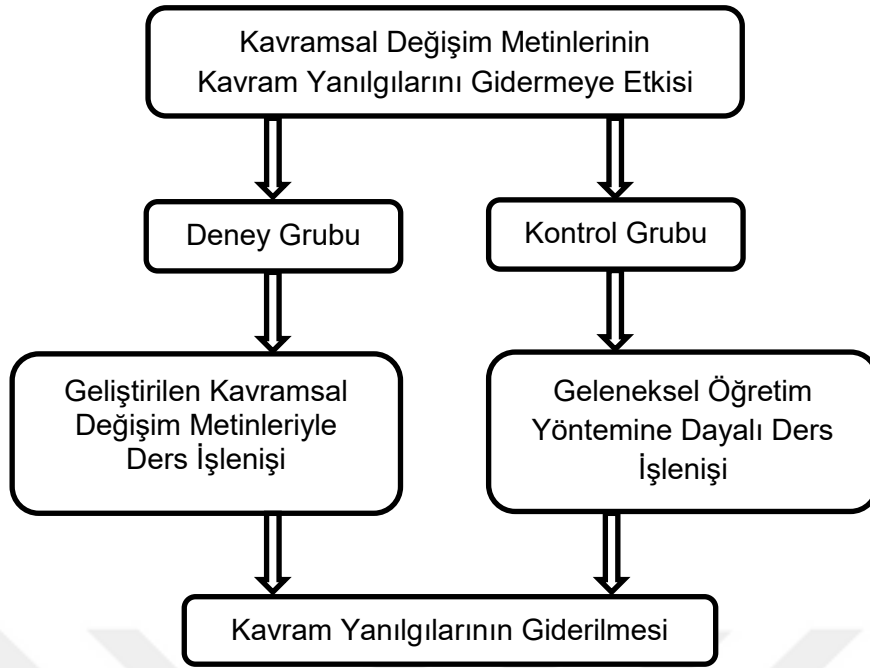 Kavramsal Değişim Metinlerinin
Kavram Yanılgılarını Gidermeye Etkisi
Deney Grubu
Kontrol Grubu
Geliştirilen Kavramsal
Değişim Metinleriyle
Ders İşlenişi
Geleneksel Öğretim
Yöntemine Dayalı Ders
İşlenişi
Kavram Yanılgılarının Giderilmesi